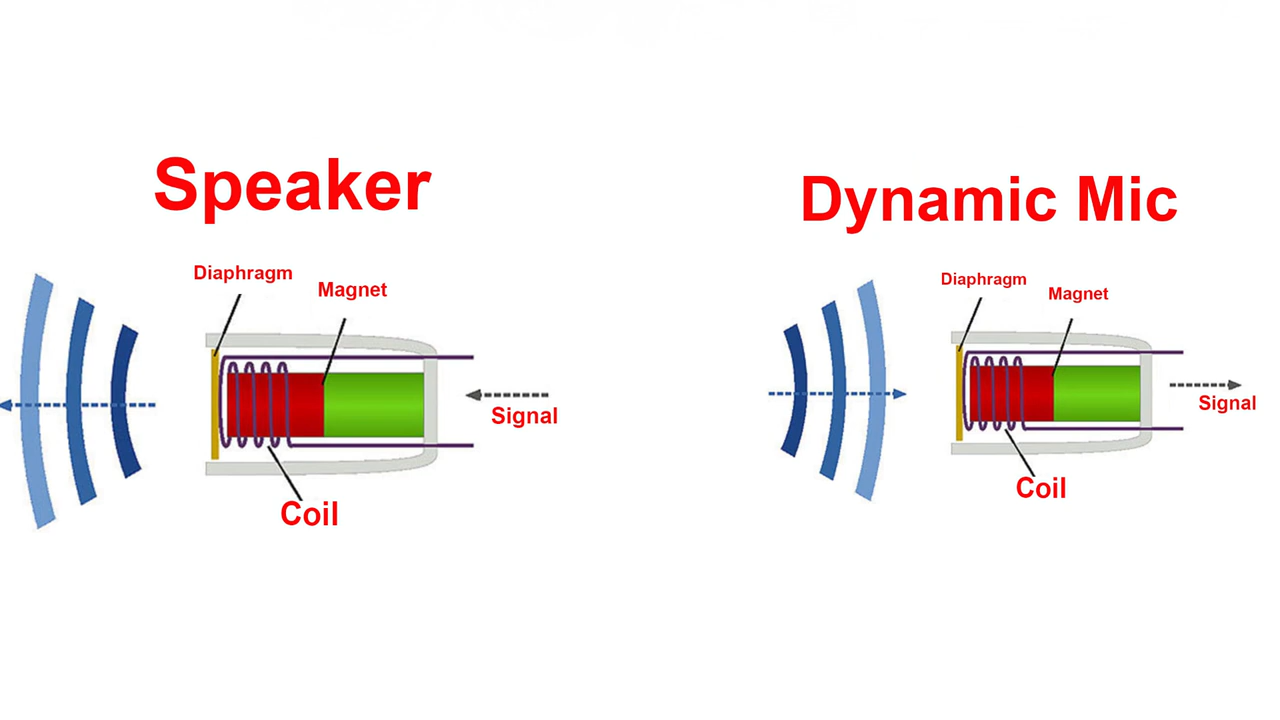 Speaker
Diaphragm
Magnet
Signal
Coil
Dynamic Mic
Diaphragm
Magnet
Signal
Coil